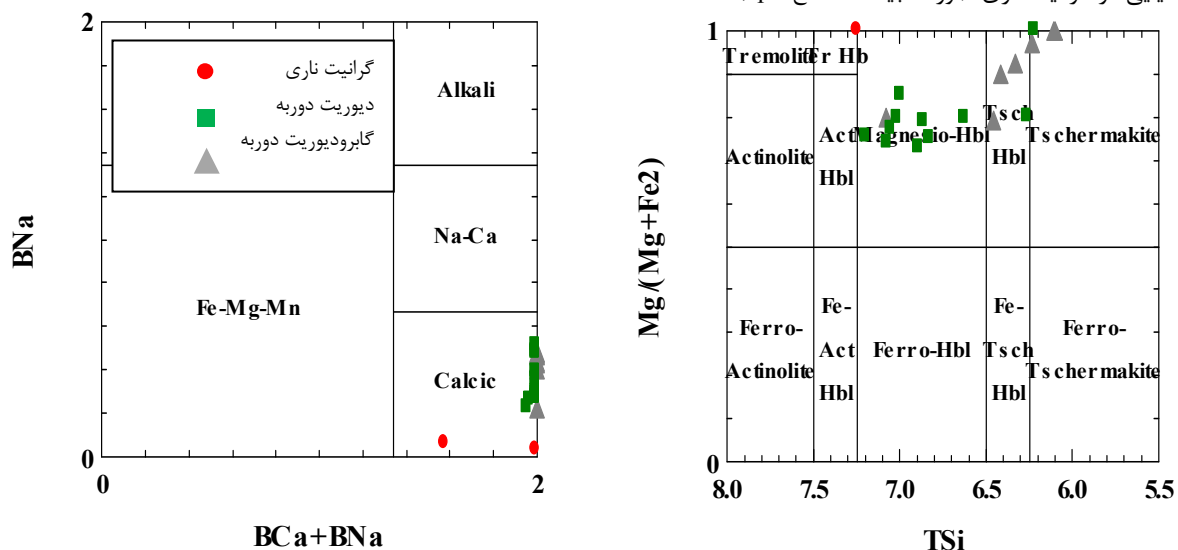 2
گرانیت ناری
دیوریت دوربه
گابرودیوریت دوربه
Alkali
Na-Ca
Fe-Mg-Mn
Calcic
BNa
0
0
2
BCa+BNa
1
Tremolite
Tr Hb
Actinolite
Act
Hbl
Magnesio-Hbl
Tsch
Hbl
Tschermakite
Mg/(Mg+Fe2)
Ferro-
Actinolite
Fe-
Act
Hbl
Ferro-Hbl
Fe-
Tsch
Hbl
Ferro-
Tschermakite
0
8.0
7.5
7.0
6.5
6.0
5.5
TSi